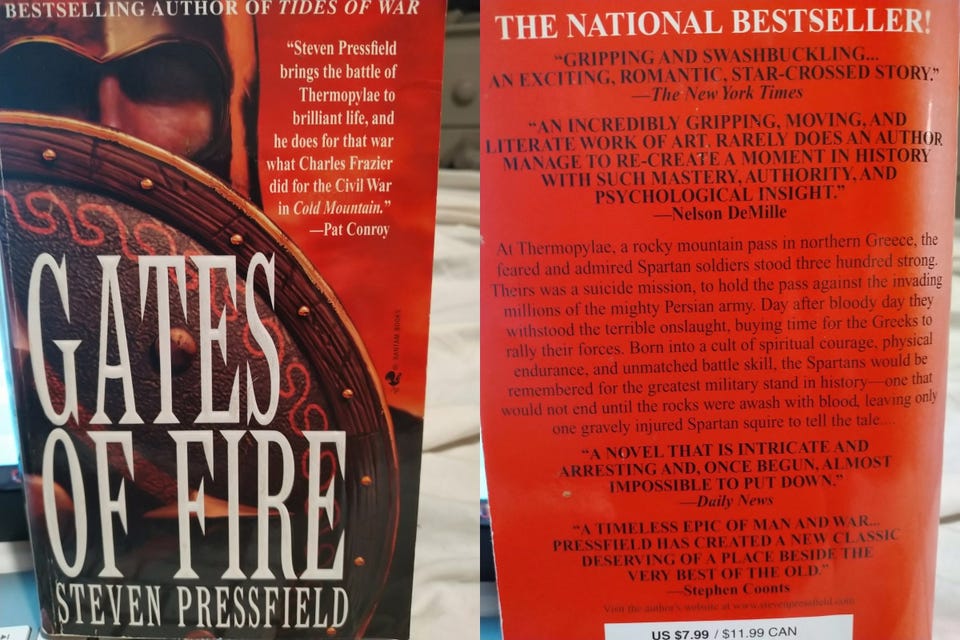 BESTSELLING AUTHOR OF TIDES OF WAR
“Steven Pressfield
brings the battle of
Thermopylae to
brilliant life, and
he does for that war
what Charles Frazier
did for the Civil War
in Cold Mountain.”
—Pat Conroy
BANTAM BOOKS
GATES
OF FIRE
STEVEN PRESSFIELD
THE NATIONAL BESTSELLER!
“GRIPPING AND SWASHBUCKLING...
AN EXCITING, ROMANTIC, STAR-CROSSED STORY.”
—The New York Times
“AN INCREDIBLY GRIPPING, MOVING, AND
LITERATE WORK OF ART. RARELY DOES AN AUTHOR
MANAGE TO RE-CREATE A MOMENT IN HISTORY
WITH SUCH MASTERY, AUTHORITY, AND
PSYCHOLOGICAL INSIGHT.”
—Nelson DeMille
At Thermopylae, a rocky mountain pass in northern Greece, the
feared and admired Spartan soldiers stood three hundred strong.
Theirs was a suicide mission, to hold the pass against the invading
millions of the mighty Persian army. Day after bloody day they
withstood the terrible onslaught, buying time for the Greeks to
rally their forces. Born into a cult of spiritual courage, physical
endurance, and unmatched battle skill, the Spartans would be
remembered for the greatest military stand in history—one that
would not end until the rocks were awash with blood, leaving only
one gravely injured Spartan squire to tell the tale....
“A NOVEL THAT IS INTRICATE AND
ARRESTING AND, ONCE BEGUN, ALMOST
IMPOSSIBLE TO PUT DOWN.”
—Daily News
“A TIMELESS EPIC OF MAN AND WAR...
PRESSFIELD HAS CREATED A NEW CLASSIC
DESERVING OF A PLACE BESIDE THE
VERY BEST OF THE OLD.”
—Stephen Coonts
Visit the author's website at www.stevenpressfield.com
US $7.99 / $11.99 CAN